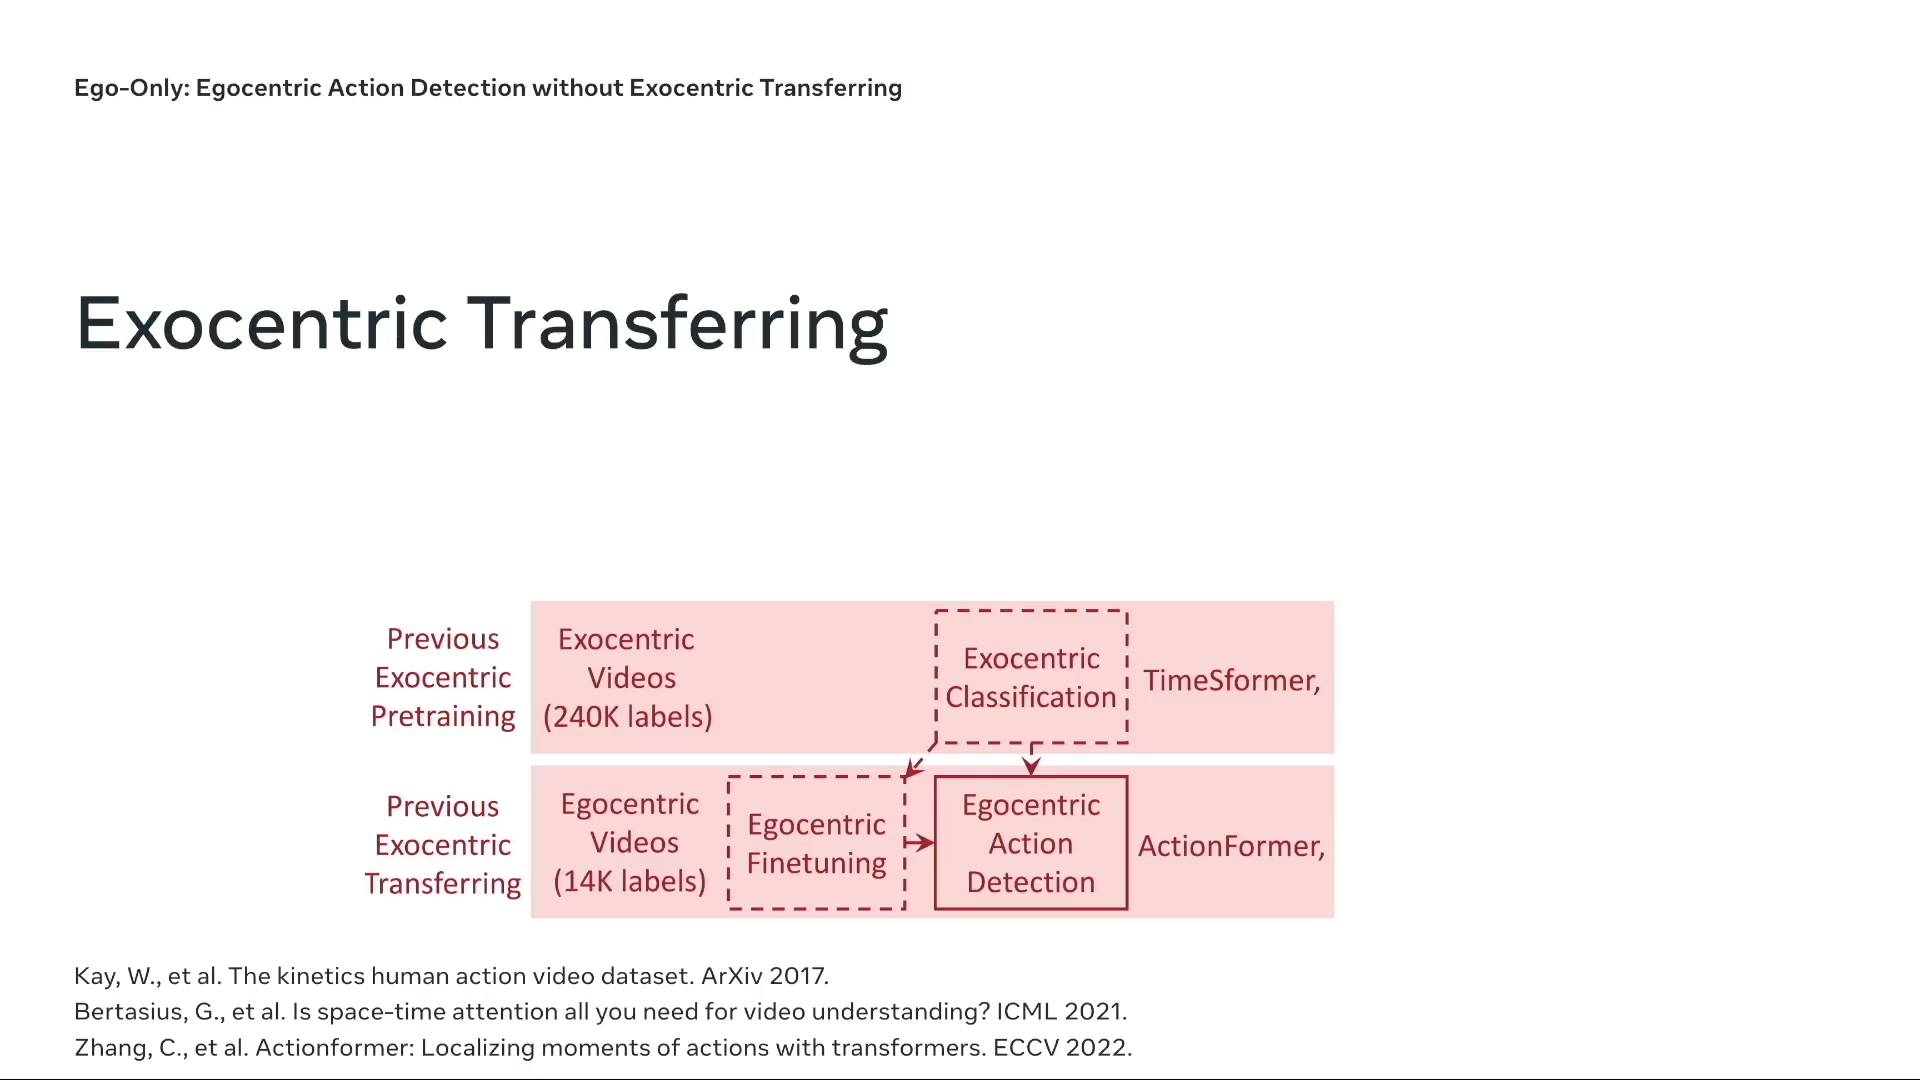 Ego-Only: Egocentric Action Detection without Exocentric Transferring
Exocentric Transferring
Previous
Exocentric
Pretraining
Exocentric
Videos
(240K labels)
Exocentric
Classification
TimeSformer,
Previous
Exocentric
Transferring
Egocentric
Videos
(14K labels)
Egocentric
Finetuning
Egocentric
Action
Detection
ActionFormer,
Kay, W., et al. The kinetics human action video dataset. ArXiv 2017.
Bertasius, G., et al. Is space-time attention all you need for video understanding? ICML 2021.
Zhang, C., et al. Actionformer: Localizing moments of actions with transformers. ECCV 2022.